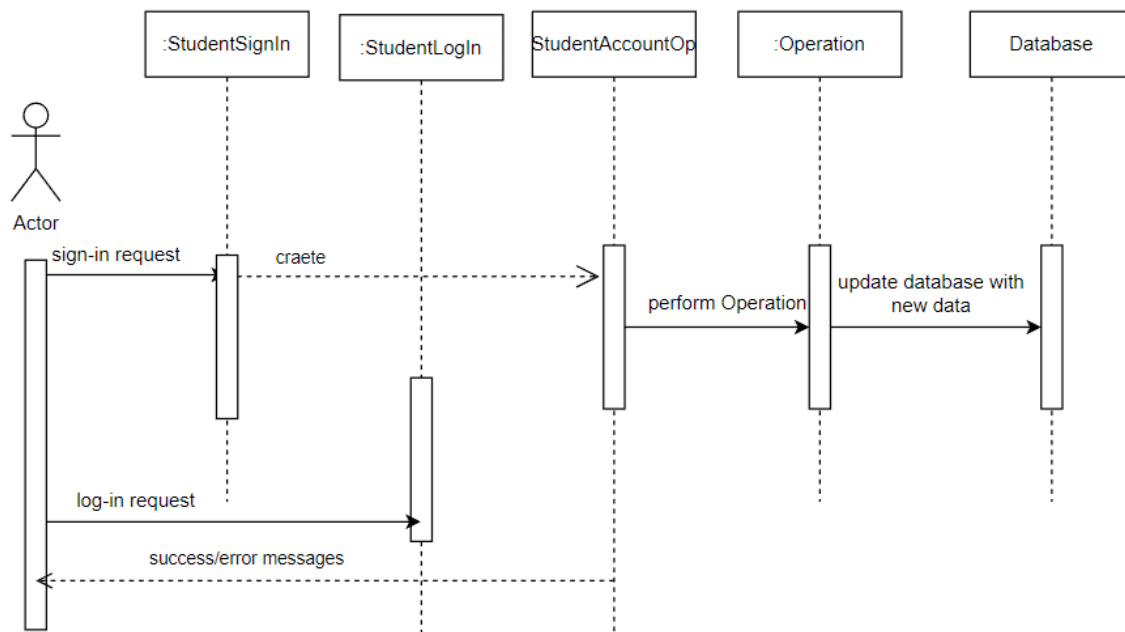 :StudentSignIn
:StudentLogIn
StudentAccountOp
:Operation
Database
Actor
sign-in request
craete
perform Operation
update database with
new data
log-in request
success/error messages